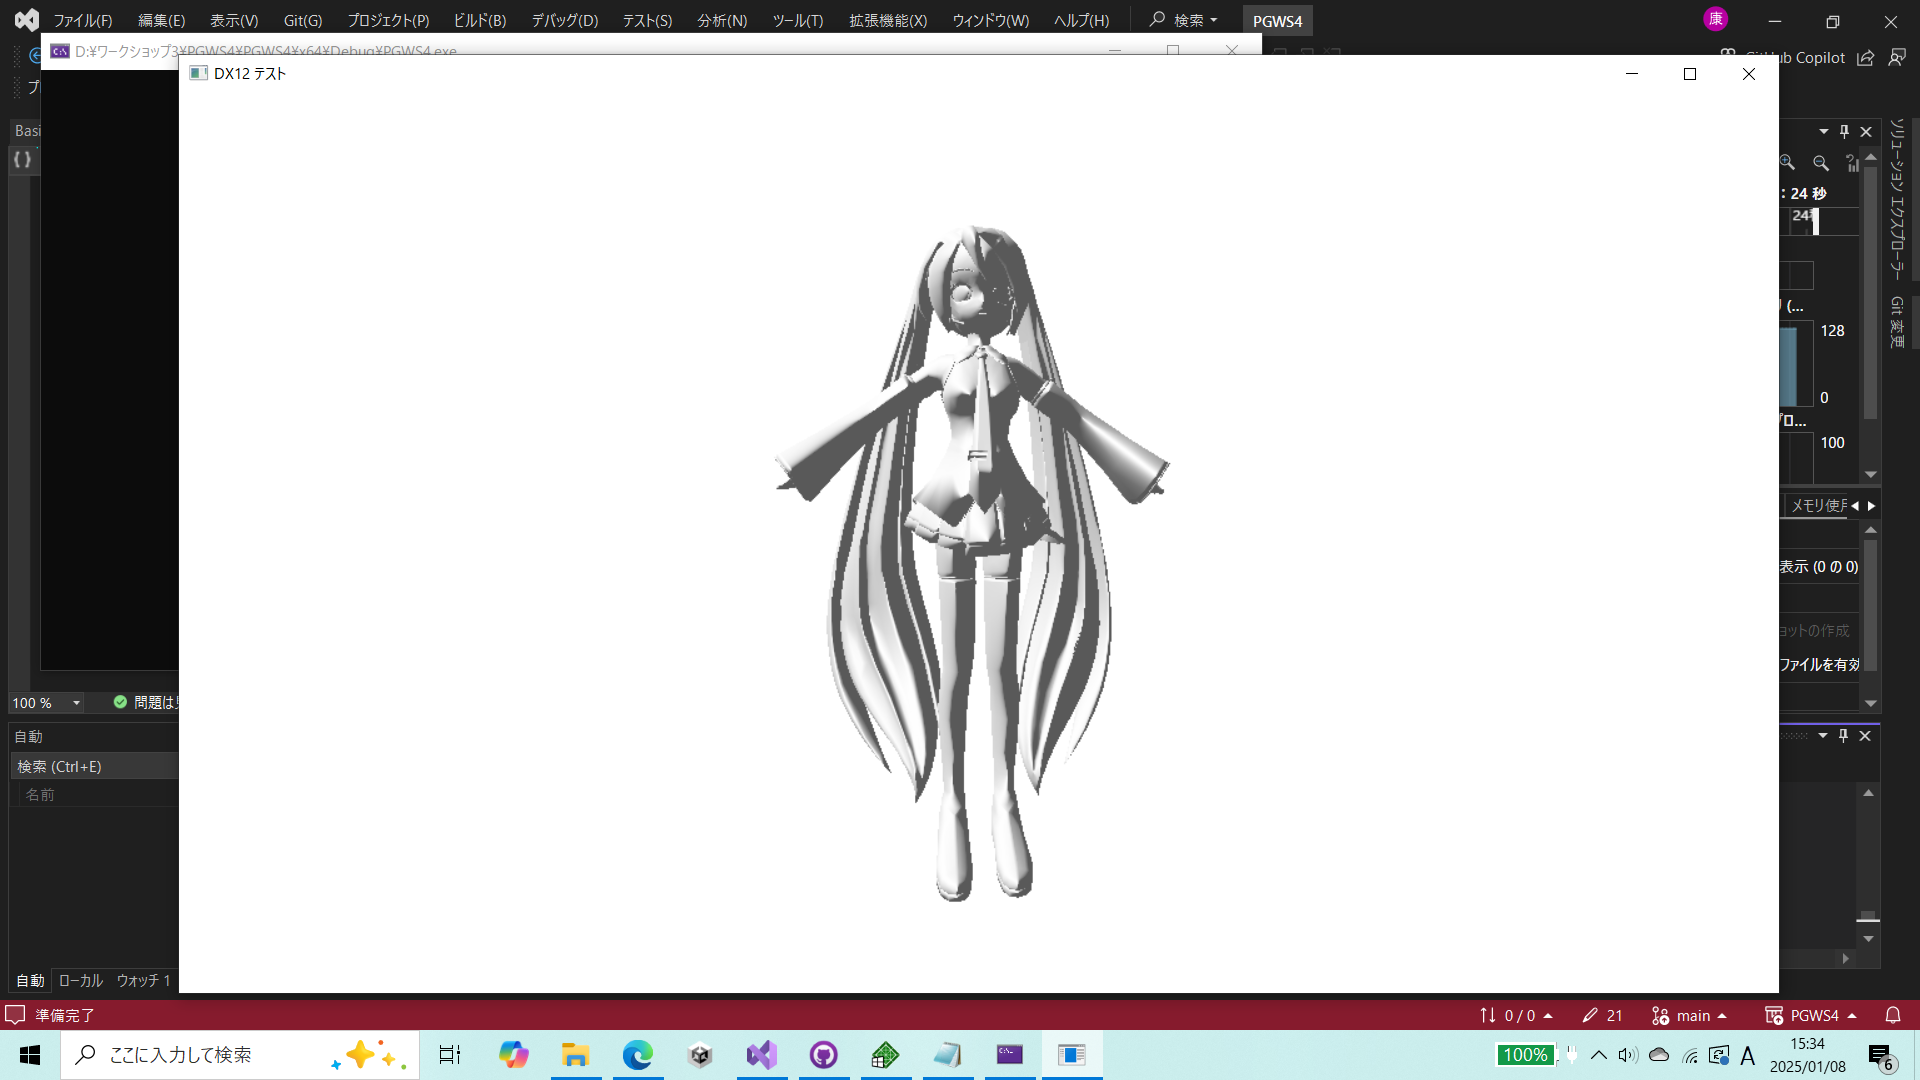 ファイル(F) 編集(E) 表示(V) Git(G) プロジェクト(P) ビルド(B) デバッグ(D) テスト(S) 分析(N) ツール(T) 拡張機能(X) ウィンドウ(W) ヘルプ(H) 検索 PGWS4 康
D:¥ワークショップ3¥PGWS4¥PGWS4¥x64¥Debug¥PGWS4.exe
GitHub Copilot
DX12 テスト
Basi
{ }
: 24 秒
24
128
0
100
メモリ使用
表示 (0 の 0)
ョットの作成
ファイルを有効
ソリューション エクスプローラー
Git 変更
100 %
問題は
自動
検索 (Ctrl+E)
名前
自動 ローカル ウォッチ 1
準備完了 0 / 0 21 main PGWS4
ここに入力して検索 100% A 15:34
2025/01/08 6